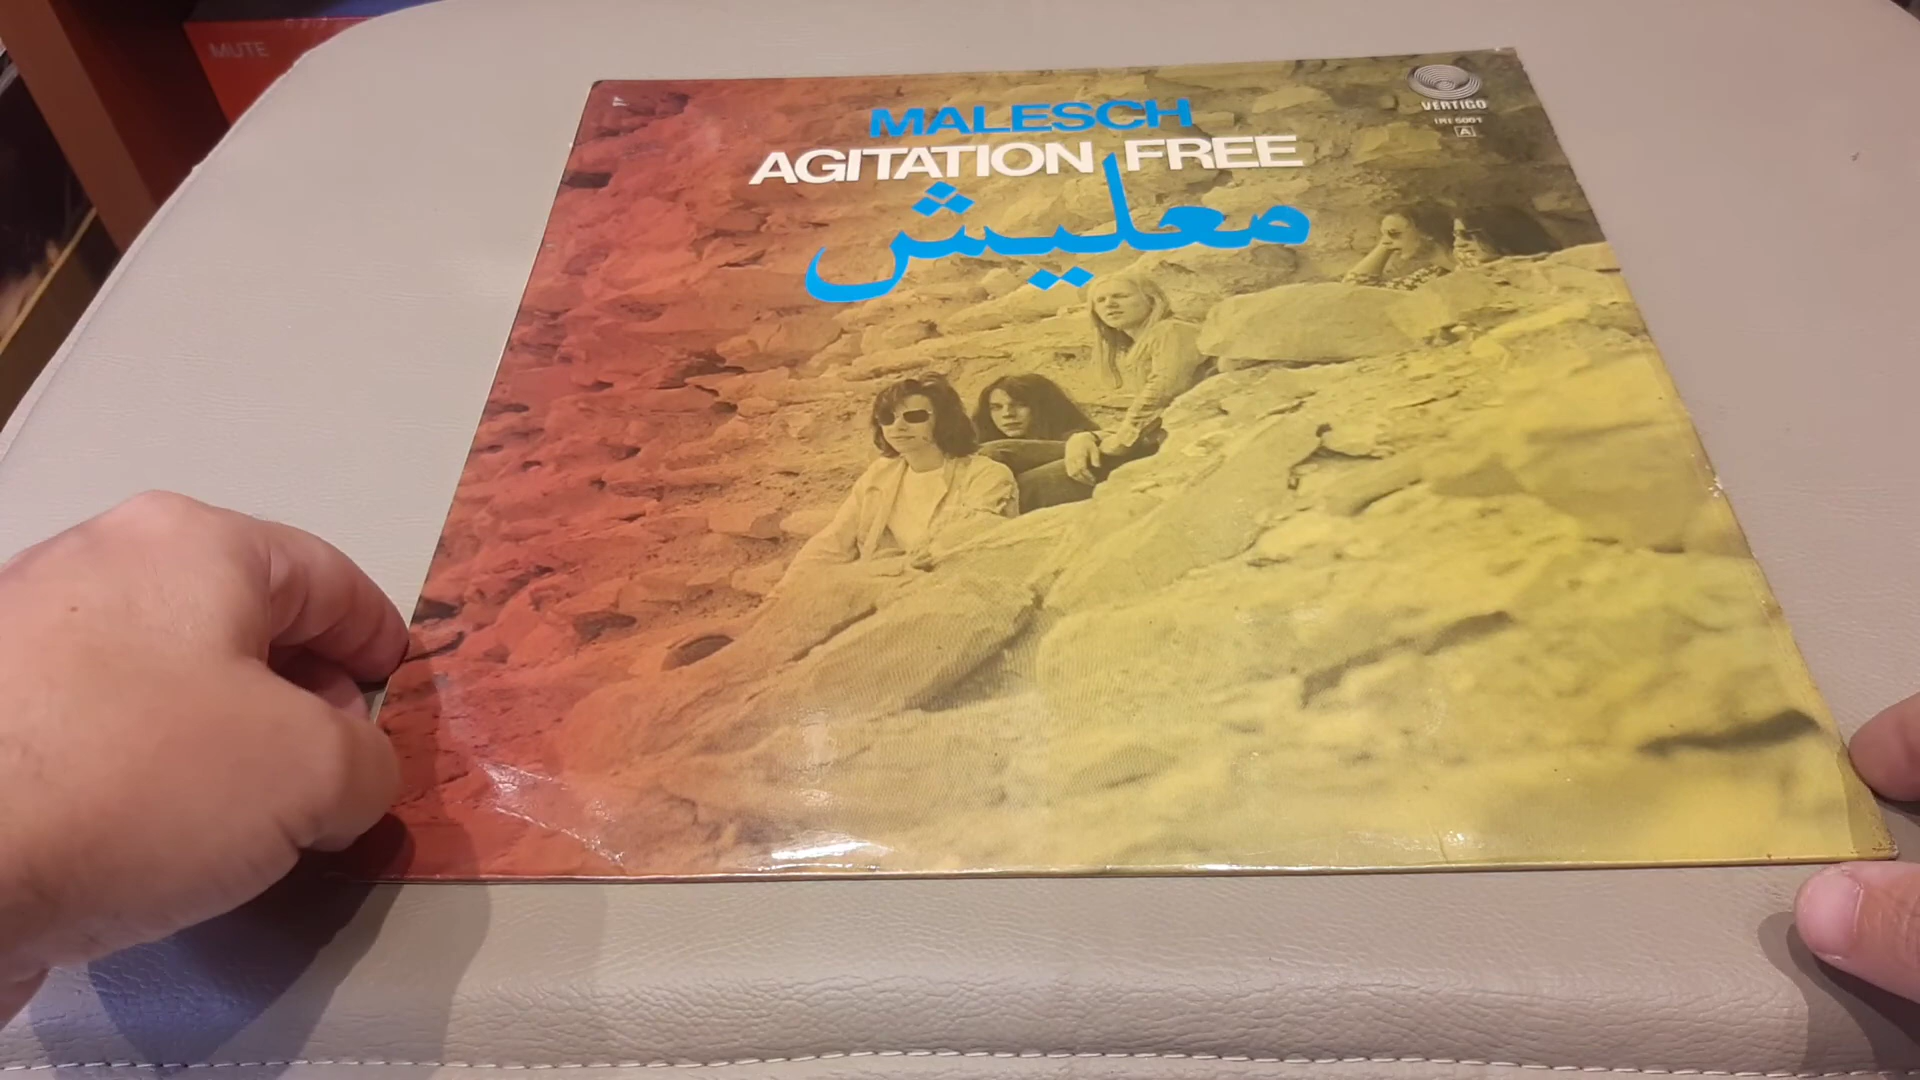 MUTE
VERTIGO
MALESCH
AGITATION FREE
معليش
A